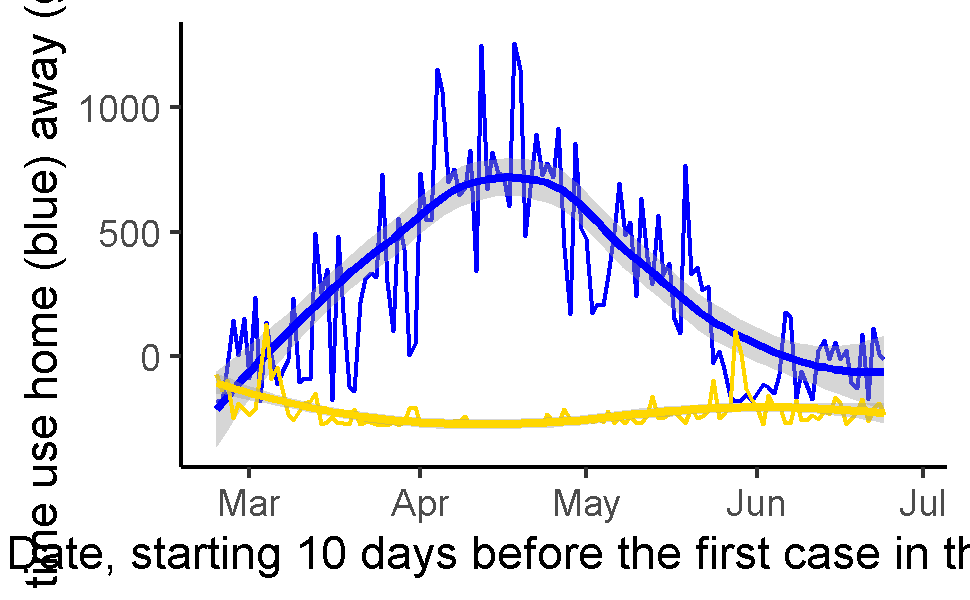 time use home (blue) away (
1000
500
0
Mar Apr May Jun Jul
Date, starting 10 days before the first case in th